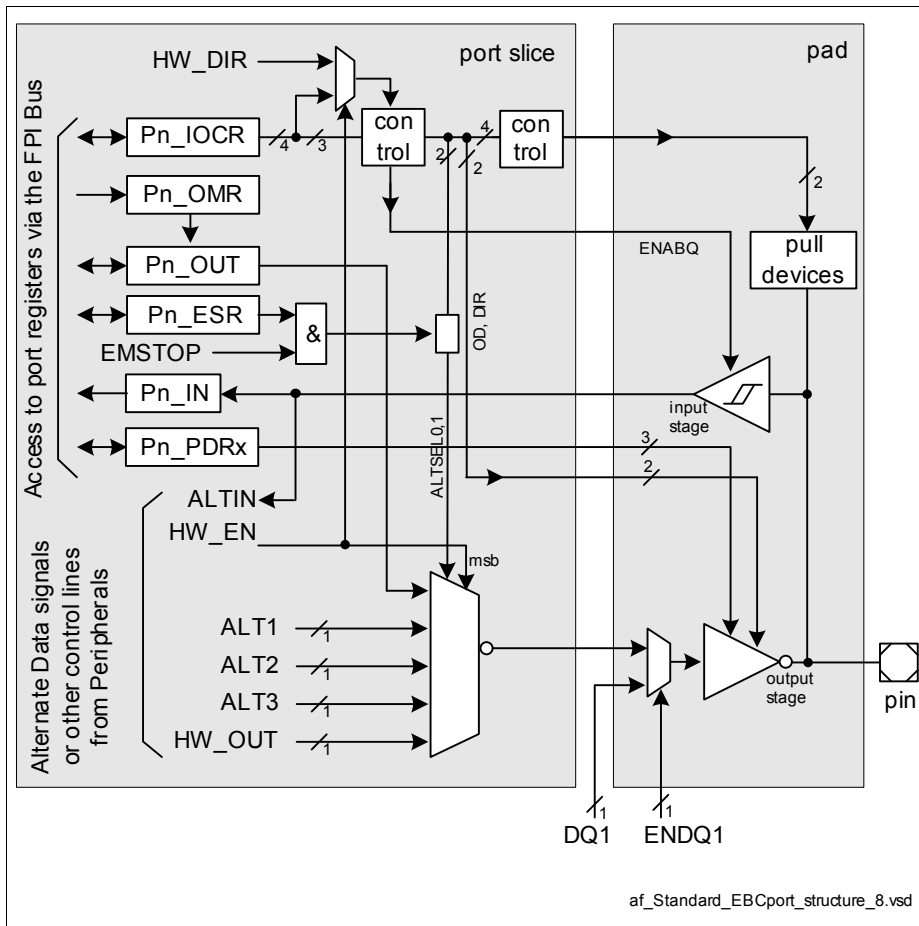 port slice
pad
HW_DIR
Access to port registers via the FPI Bus
Pn_IOCR
4
3
con
trol
2
2
4
con
trol
2
Pn_OMR
ENABQ
pull
devices
Pn_OUT
Pn_ESR
&
EMSTOP
OD, DIR
Pn_IN
input
stage
Pn_PDRx
3
2
ALTSEL0,1
Alternate Data signals
or other control lines
from Peripherals
ALTIN
HW_EN
msb
ALT1
1
ALT2
1
ALT3
1
HW_OUT
1
output
stage
pin
1
1
DQ1
ENDQ1
af_Standard_EBCport_structure_8.vsd